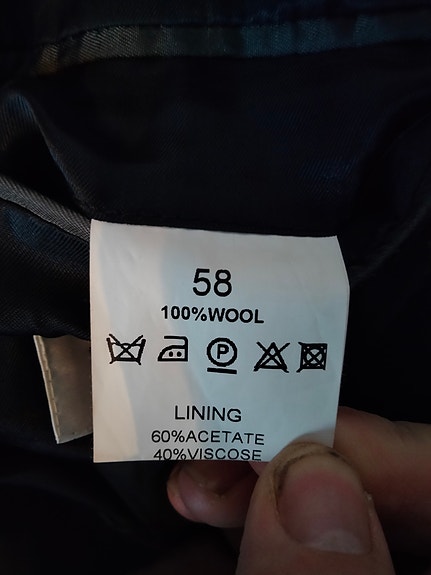 58
100%WOOL
P
LINING
60%ACETATE
40%VISCOSE